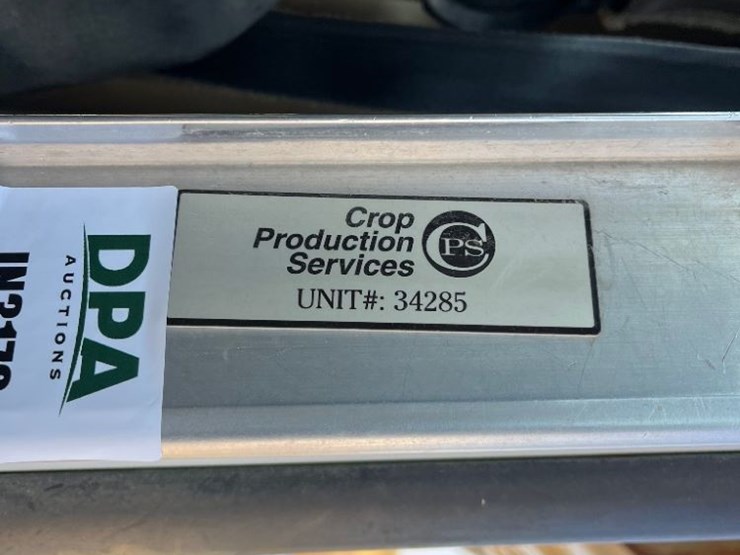 Crop
Production
Services
CPS
UNIT#: 34285
DPA
AUCTIONS